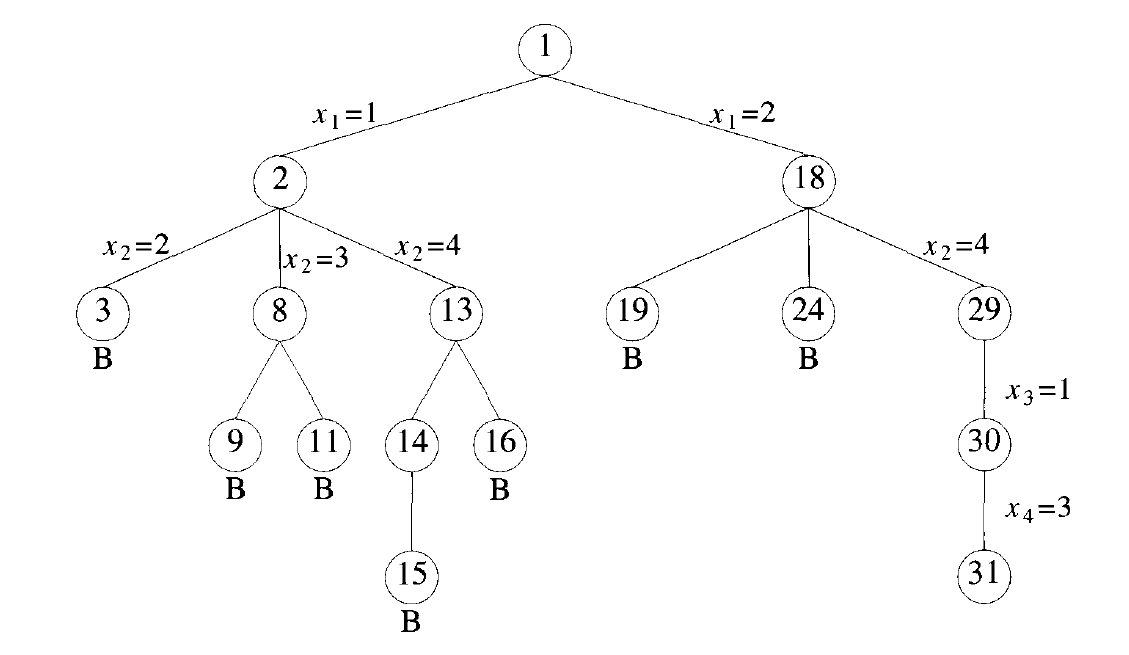 1
x₁=1
x₁=2
2
18
x₂=2
x₂=3
x₂=4
x₂=4
3
8
13
19
24
29
B
B
B
x₃=1
9
11
14
16
30
B
B
B
x₄=3
15
31
B